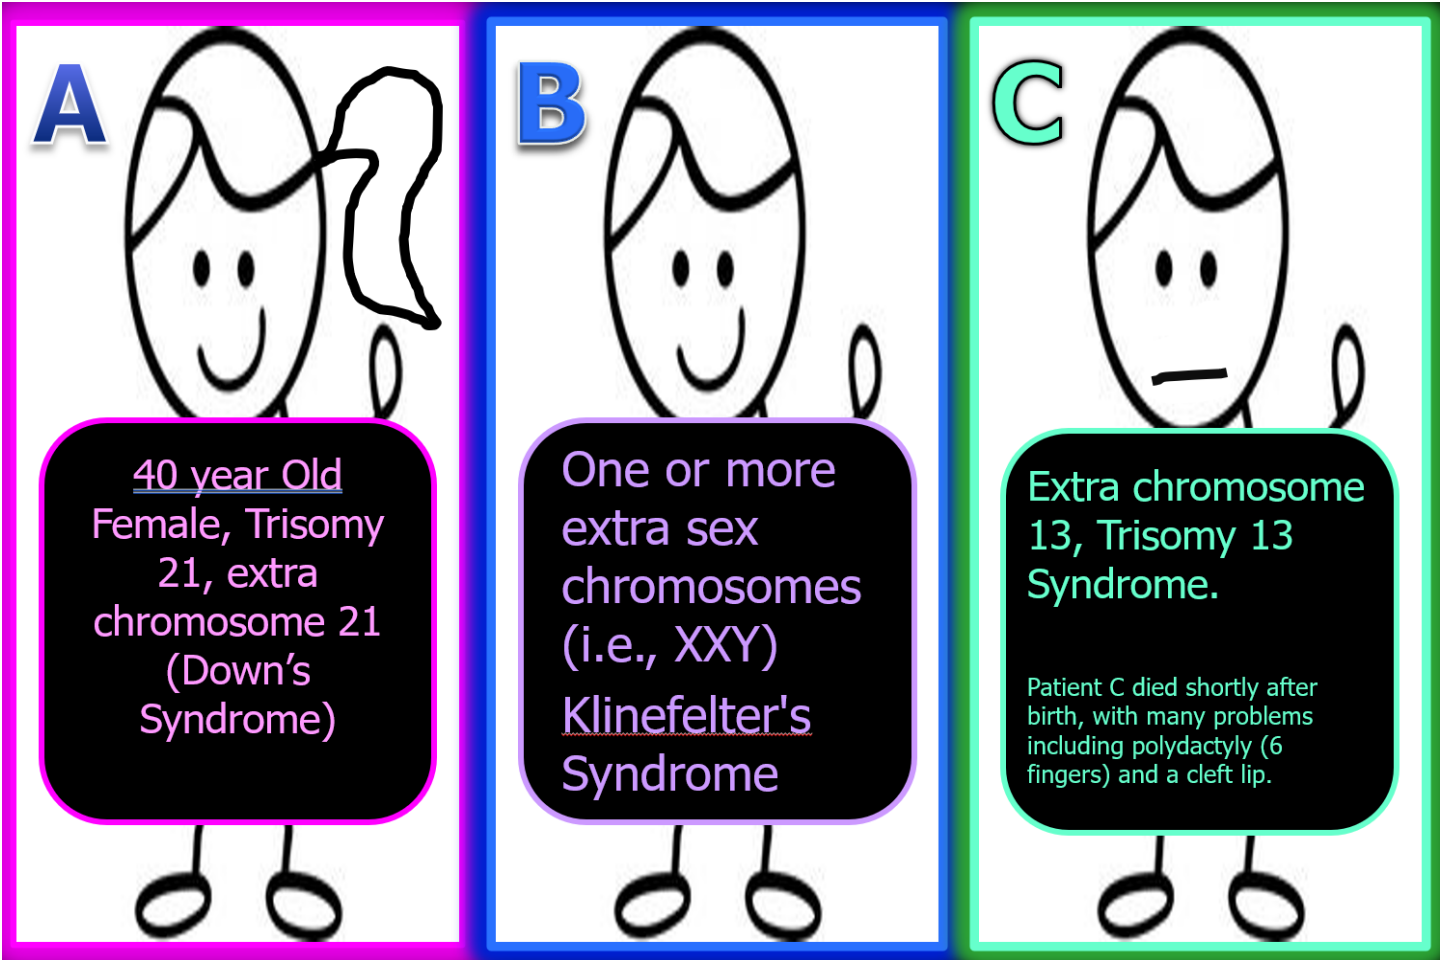 A
40 year Old
Female, Trisomy
21, extra
chromosome 21
(Down’s
Syndrome)
B
One or more
extra sex
chromosomes
(i.e., XXY)
Klinefelter's
Syndrome
C
Extra chromosome
13, Trisomy 13
Syndrome.
Patient C died shortly after
birth, with many problems
including polydactyly (6
fingers) and a cleft lip.